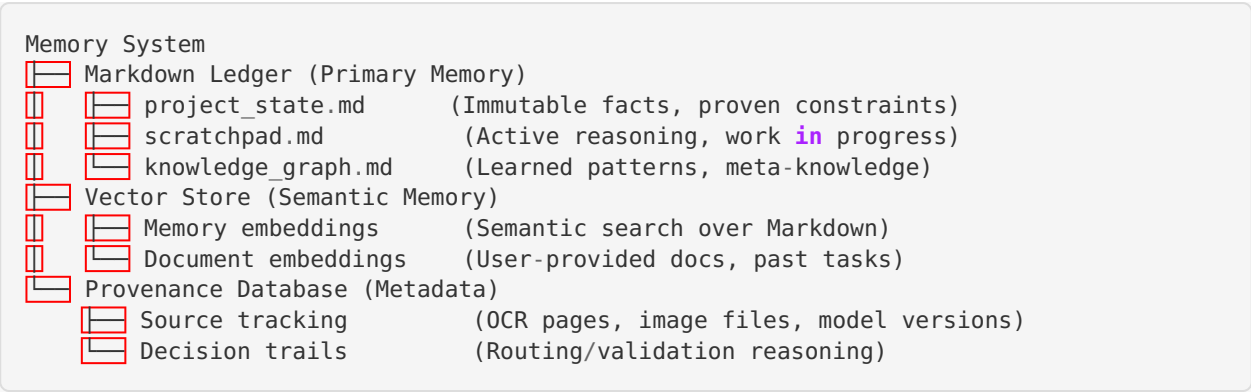 Memory System
├── Markdown Ledger (Primary Memory)
│   ├── project_state.md      (Immutable facts, proven constraints)
│   ├── scratchpad.md          (Active reasoning, work in progress)
│   └── knowledge_graph.md     (Learned patterns, meta-knowledge)
├── Vector Store (Semantic Memory)
│   ├── Memory embeddings      (Semantic search over Markdown)
│   └── Document embeddings    (User-provided docs, past tasks)
└── Provenance Database (Metadata)
    ├── Source tracking         (OCR pages, image files, model versions)
    └── Decision trails         (Routing/validation reasoning)